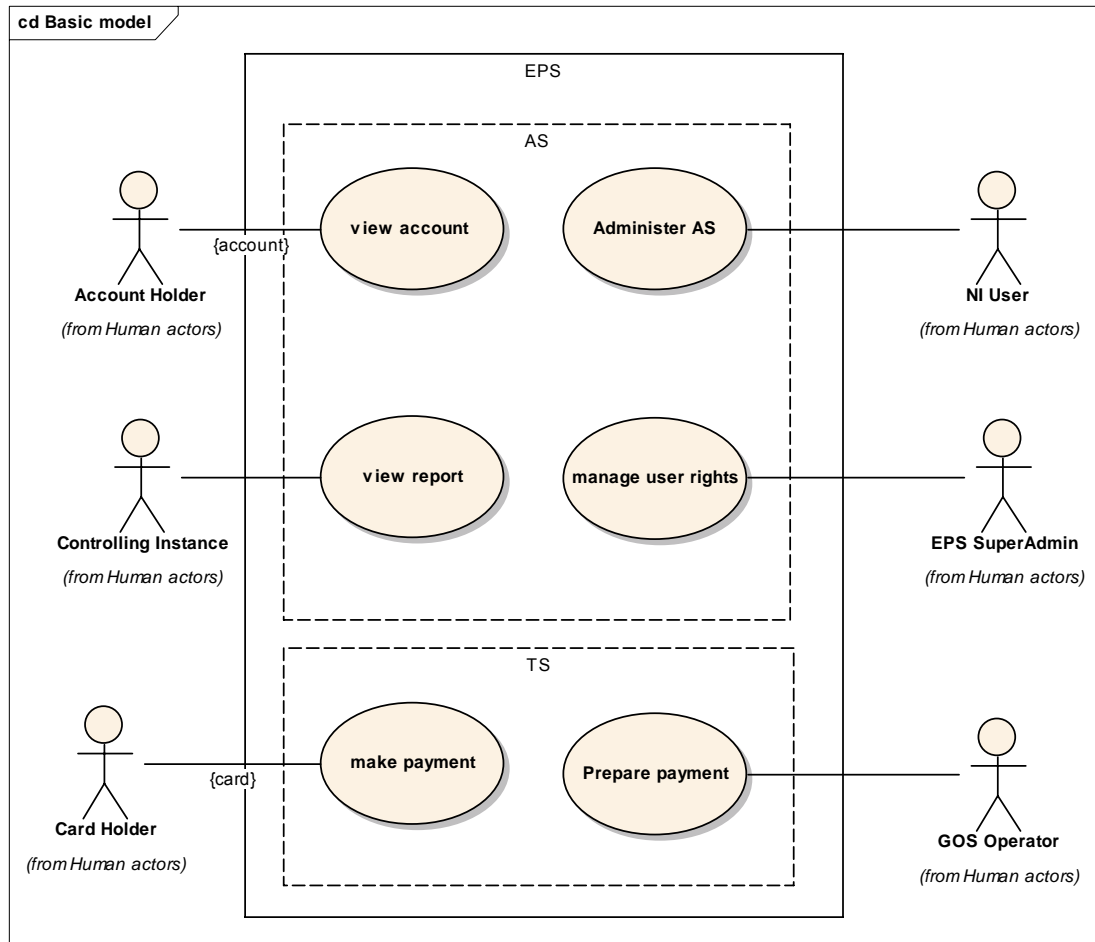 cd Basic model
EPS
AS
view account
Administer AS
{account}
Account Holder
(from Human actors)
NI User
(from Human actors)
view report
manage user rights
Controlling Instance
(from Human actors)
EPS SuperAdmin
(from Human actors)
TS
make payment
Prepare payment
{card}
Card Holder
(from Human actors)
GOS Operator
(from Human actors)